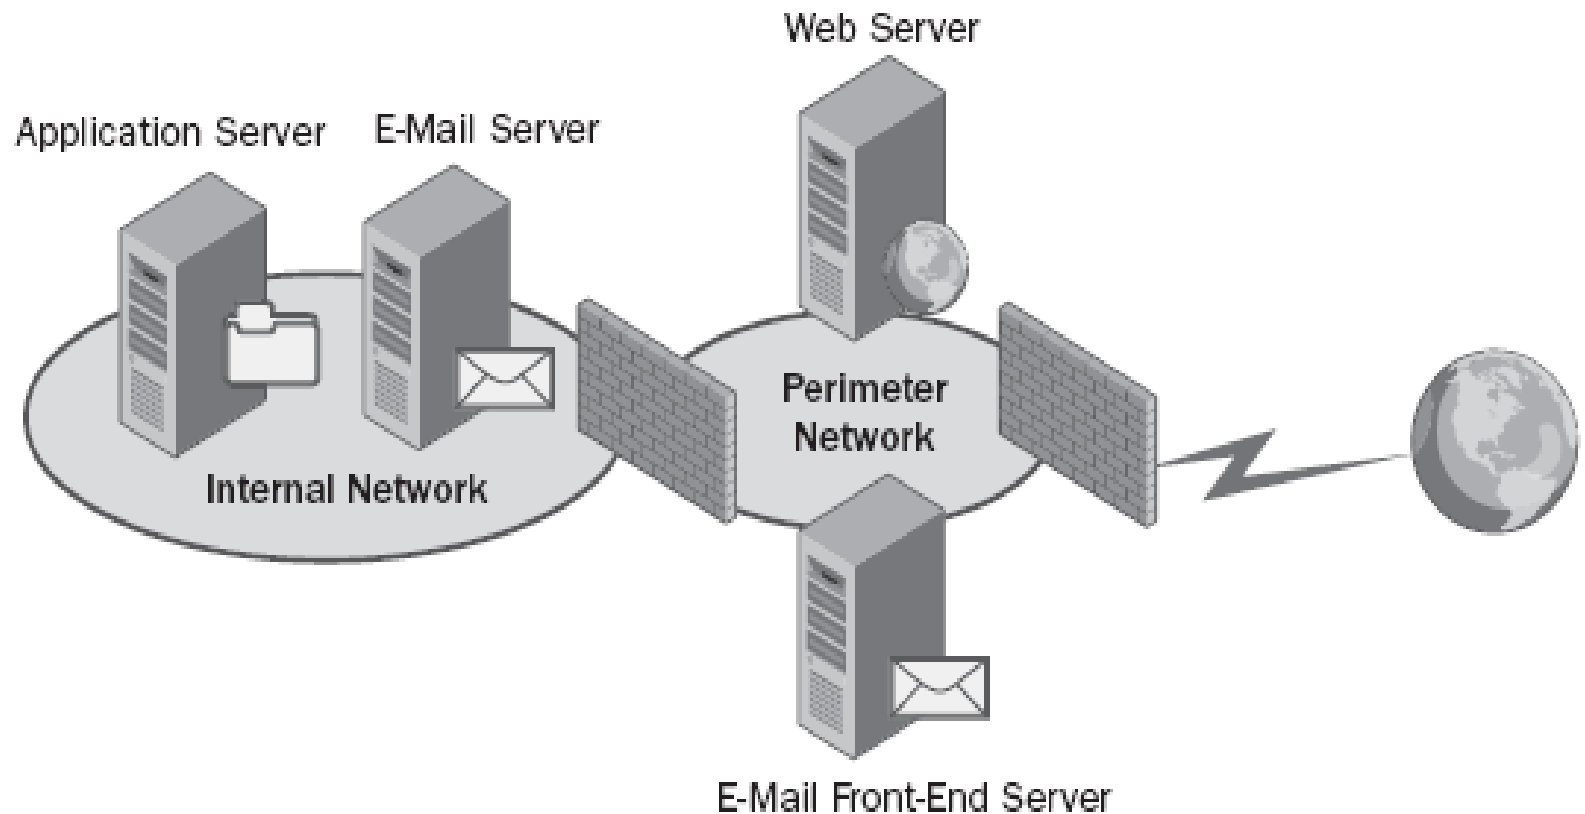 Web Server
Application Server
E-Mail Server
Perimeter
Network
Internal Network
E-Mail Front-End Server